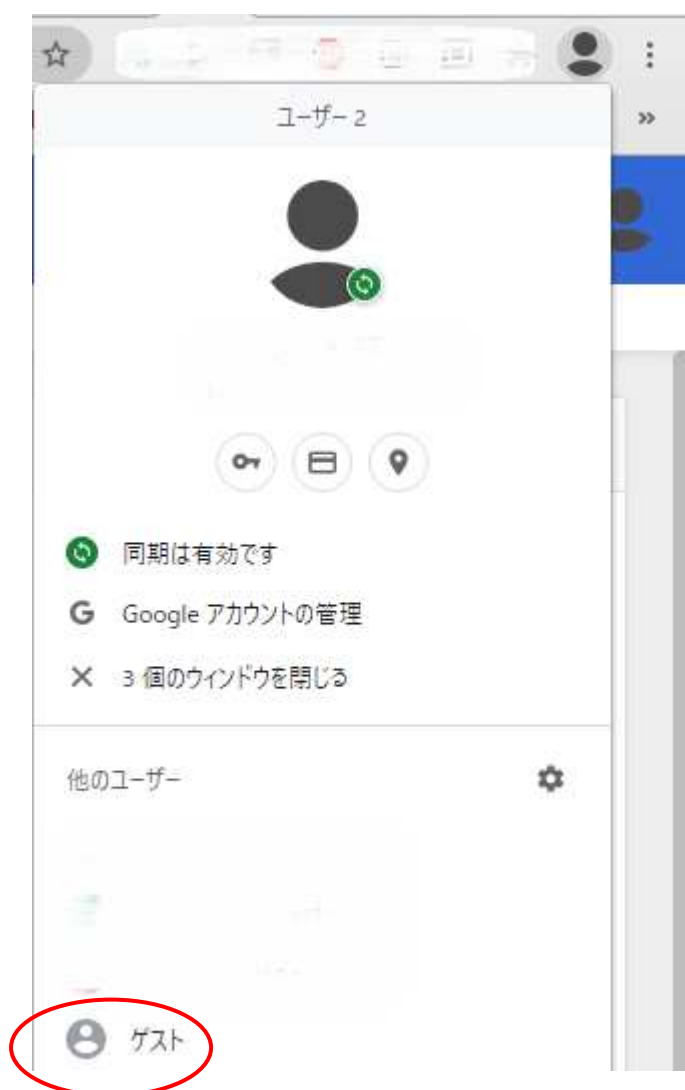 ユーザー 2
»
同期は有効です
G Google アカウントの管理
3 個のウィンドウを閉じる
他のユーザー
ゲスト